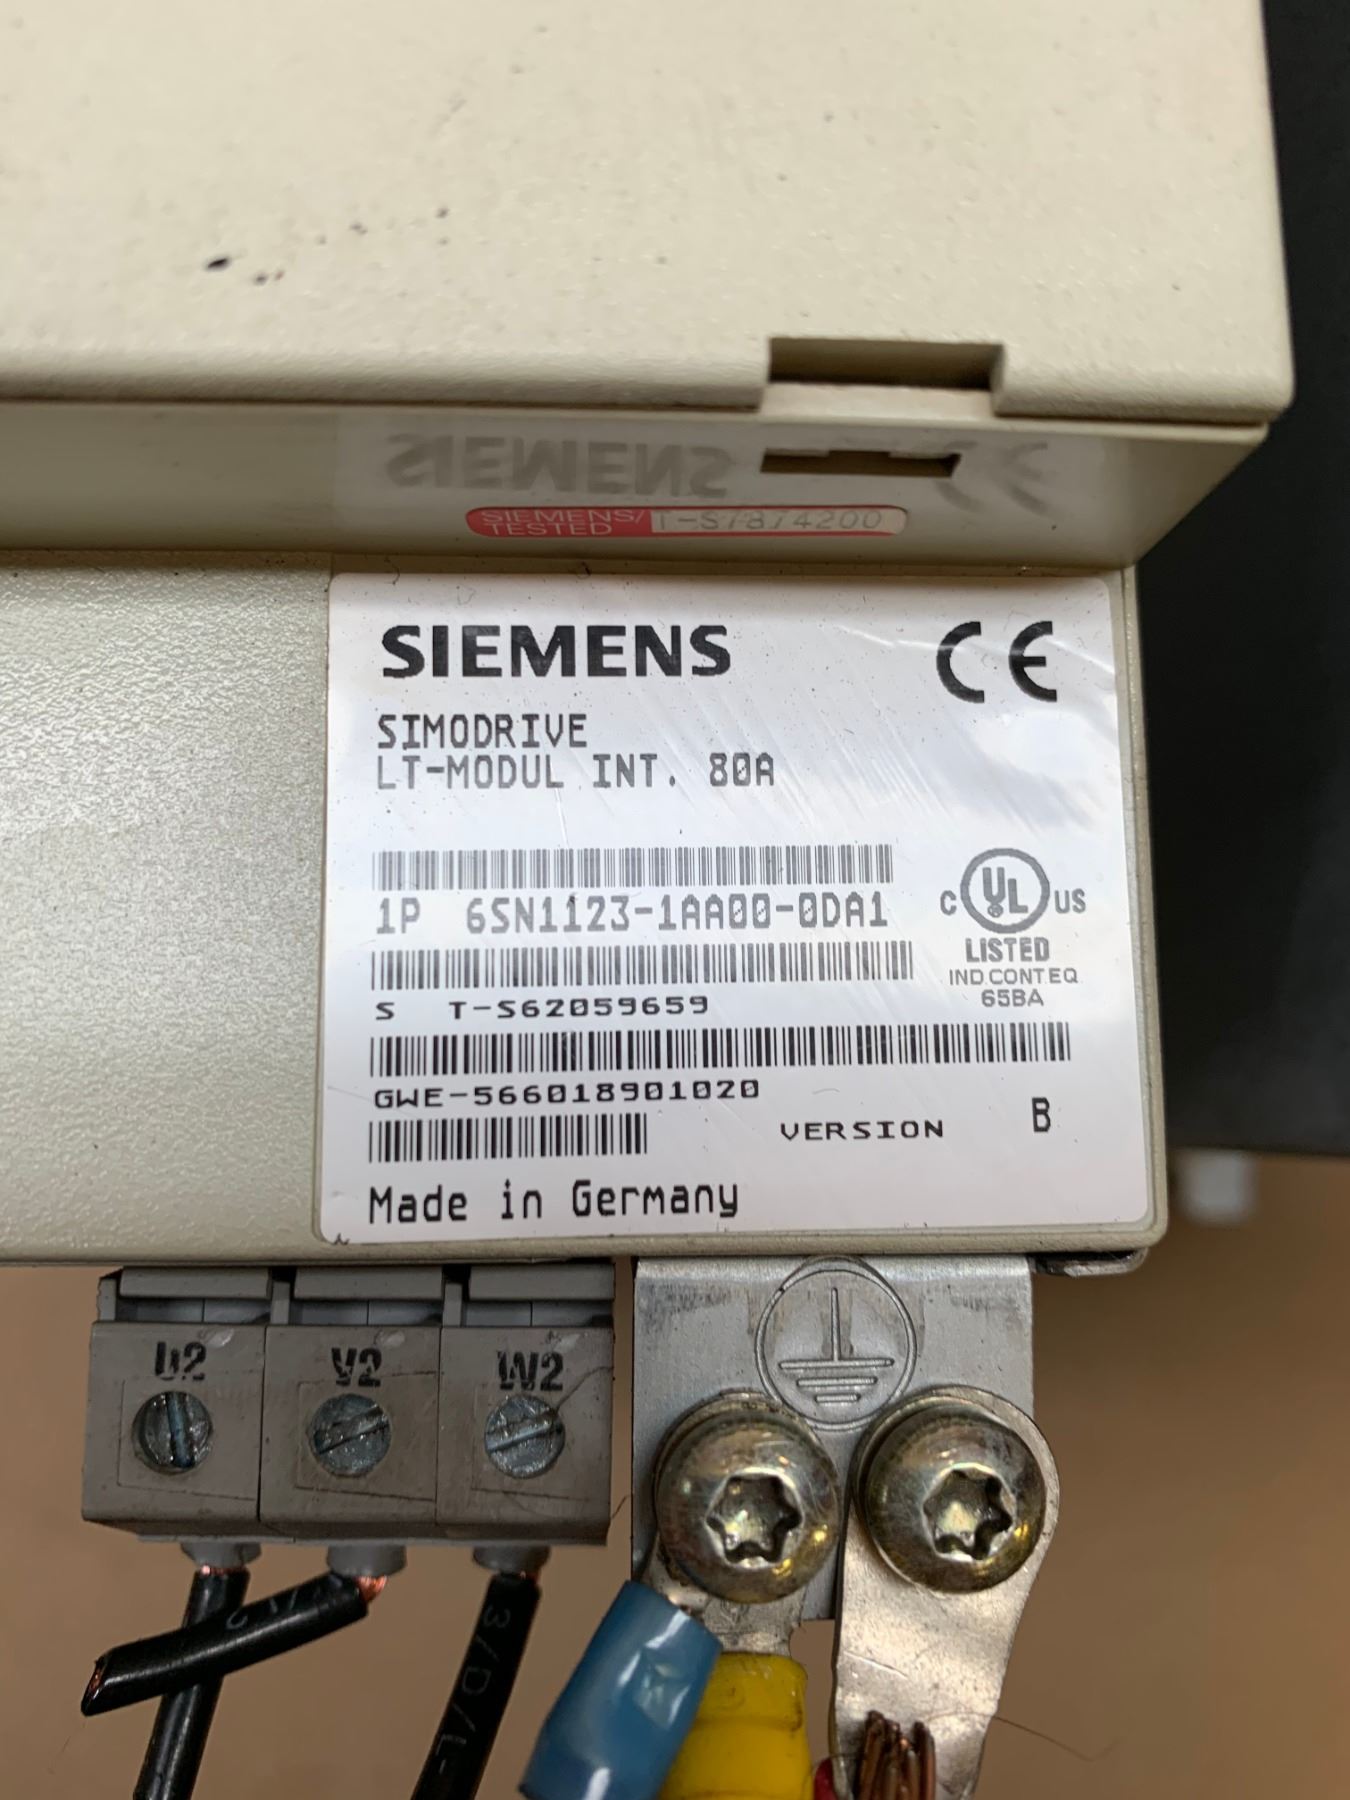 SIEMENS
SIEMENS/
TESTED
T-S7874200
SIEMENS
CE
SIMODRIVE
LT-MODUL INT. 80A
1P 6SN1123-1AA00-0DA1
C UL US
LISTED
IND.CONT.EQ
65BA
S T-S62059659
GWE-566018901020
VERSION B
Made in Germany
U2 V2 W2